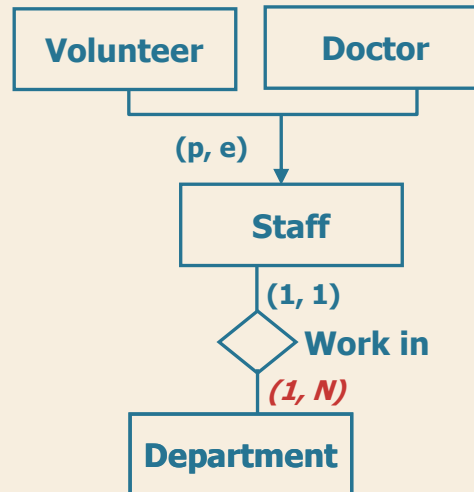 Volunteer
Doctor
(p, e)
Staff
(1, 1)
Work in
(1, N)
Department